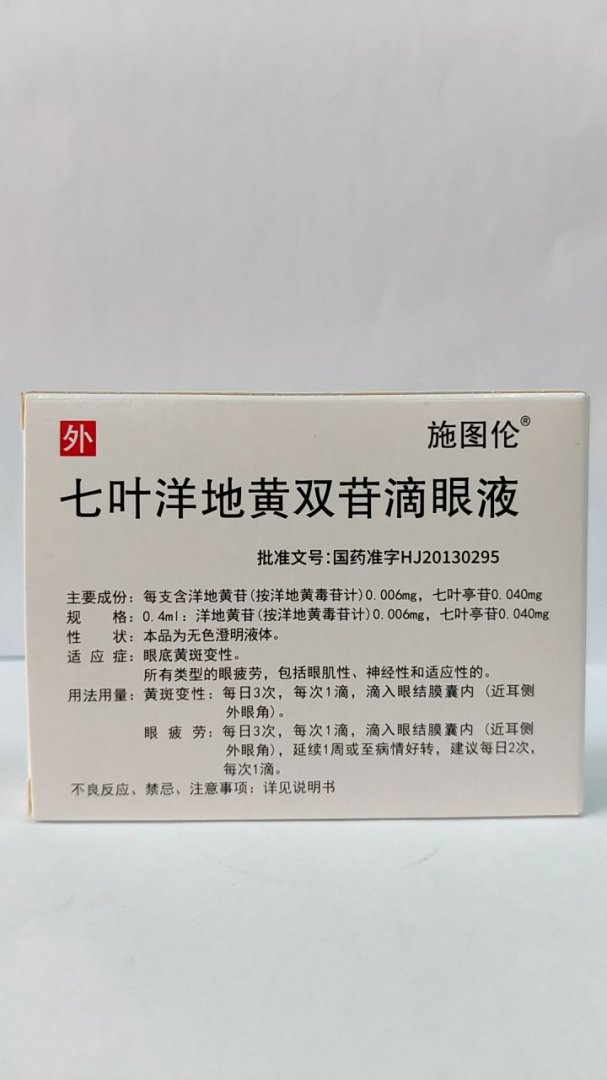 外
施图伦®
七叶洋地黄双苷滴眼液
批准文号：国药准字HJ20130295
主要成份：每支含洋地黄苷(按洋地黄毒苷计)0.006mg，七叶亭苷0.040mg
规 格：0.4ml：洋地黄苷(按洋地黄毒苷计)0.006mg，七叶亭苷0.040mg
性 状：本品为无色澄明液体。
适 应 症：眼底黄斑变性。
所有类型的眼疲劳，包括眼肌性、神经性和适应性的。
用法用量：黄斑变性：每日3次，每次1滴，滴入眼结膜囊内（近耳侧
外眼角）。
眼 疲 劳：每日3次，每次1滴，滴入眼结膜囊内（近耳侧
外眼角），延续1周或至病情好转，建议每日2次，
每次1滴。
不良反应、禁忌、注意事项：详见说明书